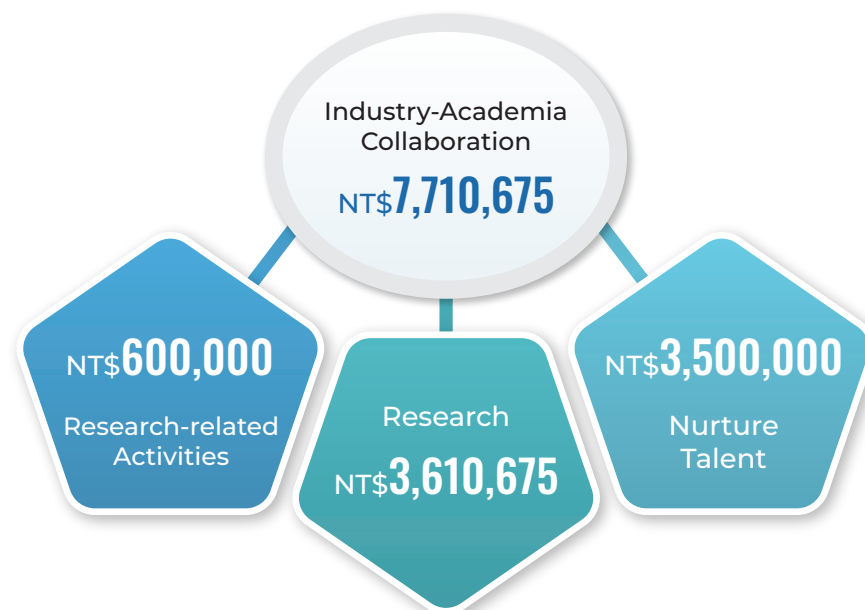 Industry-Academia
Collaboration
NT$7,710,675
NT$600,000
Research-related
Activities
Research
NT$3,610,675
NT$3,500,000
Nurture
Talent